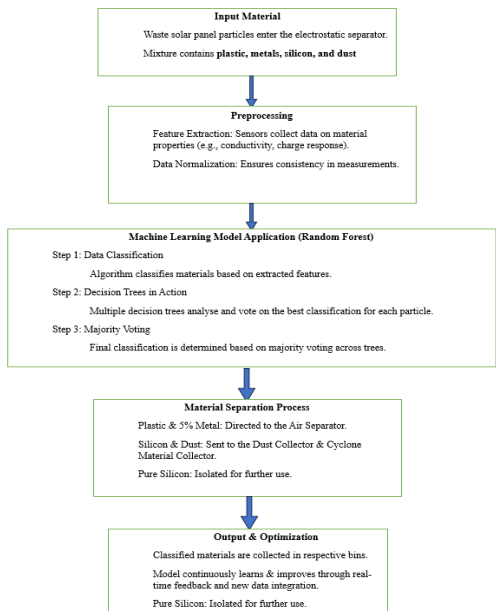 Input Material
Waste solar panel particles enter the electrostatic separator.
Mixture contains plastic, metals, silicon, and dust
Preprocessing
Feature Extraction: Sensors collect data on material
properties (e.g., conductivity, charge response).
Data Normalization: Ensures consistency in measurements.
Machine Learning Model Application (Random Forest)
Step 1: Data Classification
Algorithm classifies materials based on extracted features.
Step 2: Decision Trees in Action
Multiple decision trees analyse and vote on the best classification for each particle.
Step 3: Majority Voting
Final classification is determined based on majority voting across trees.
Material Separation Process
Plastic & 5% Metal: Directed to the Air Separator.
Silicon & Dust: Sent to the Dust Collector & Cyclone
Material Collector.
Pure Silicon: Isolated for further use.
Output & Optimization
Classified materials are collected in respective bins.
Model continuously learns & improves through real-
time feedback and new data integration.
Pure Silicon: Isolated for further use.